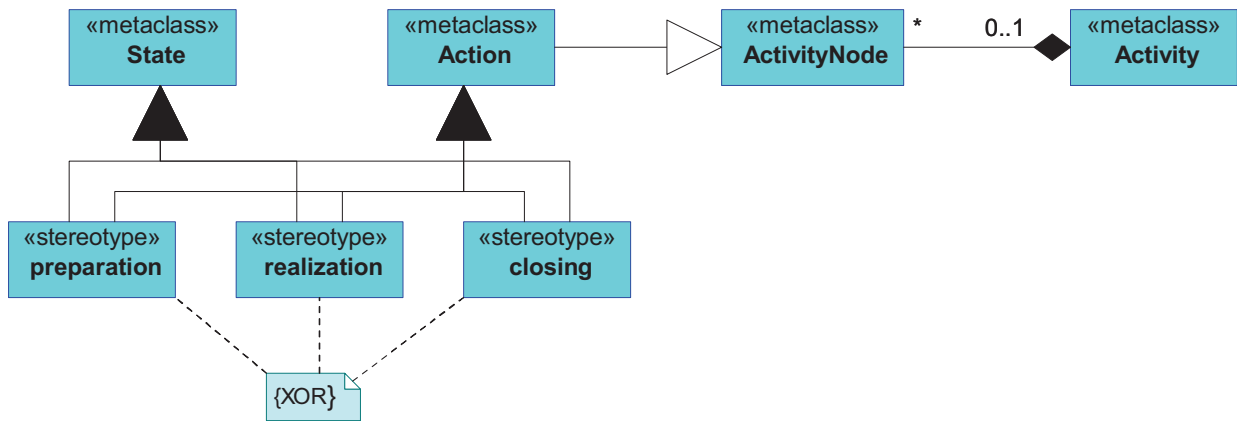 «metaclass»
State
«metaclass»
Action
«metaclass»
ActivityNode
*
0..1
«metaclass»
Activity
«stereotype»
preparation
«stereotype»
realization
«stereotype»
closing
{XOR}